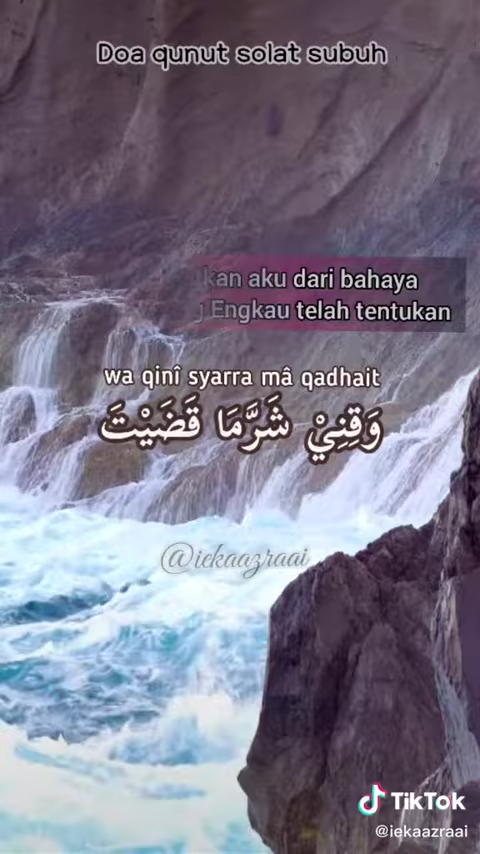 Doa qunut solat subuh
kan aku dari bahaya
Engkau telah tentukan
wa qinî syarra mâ qadhait
وَقِنِيْ شَرَّمَا قَضَيْتَ
@iekaazraai
TikTok
@iekaazraai